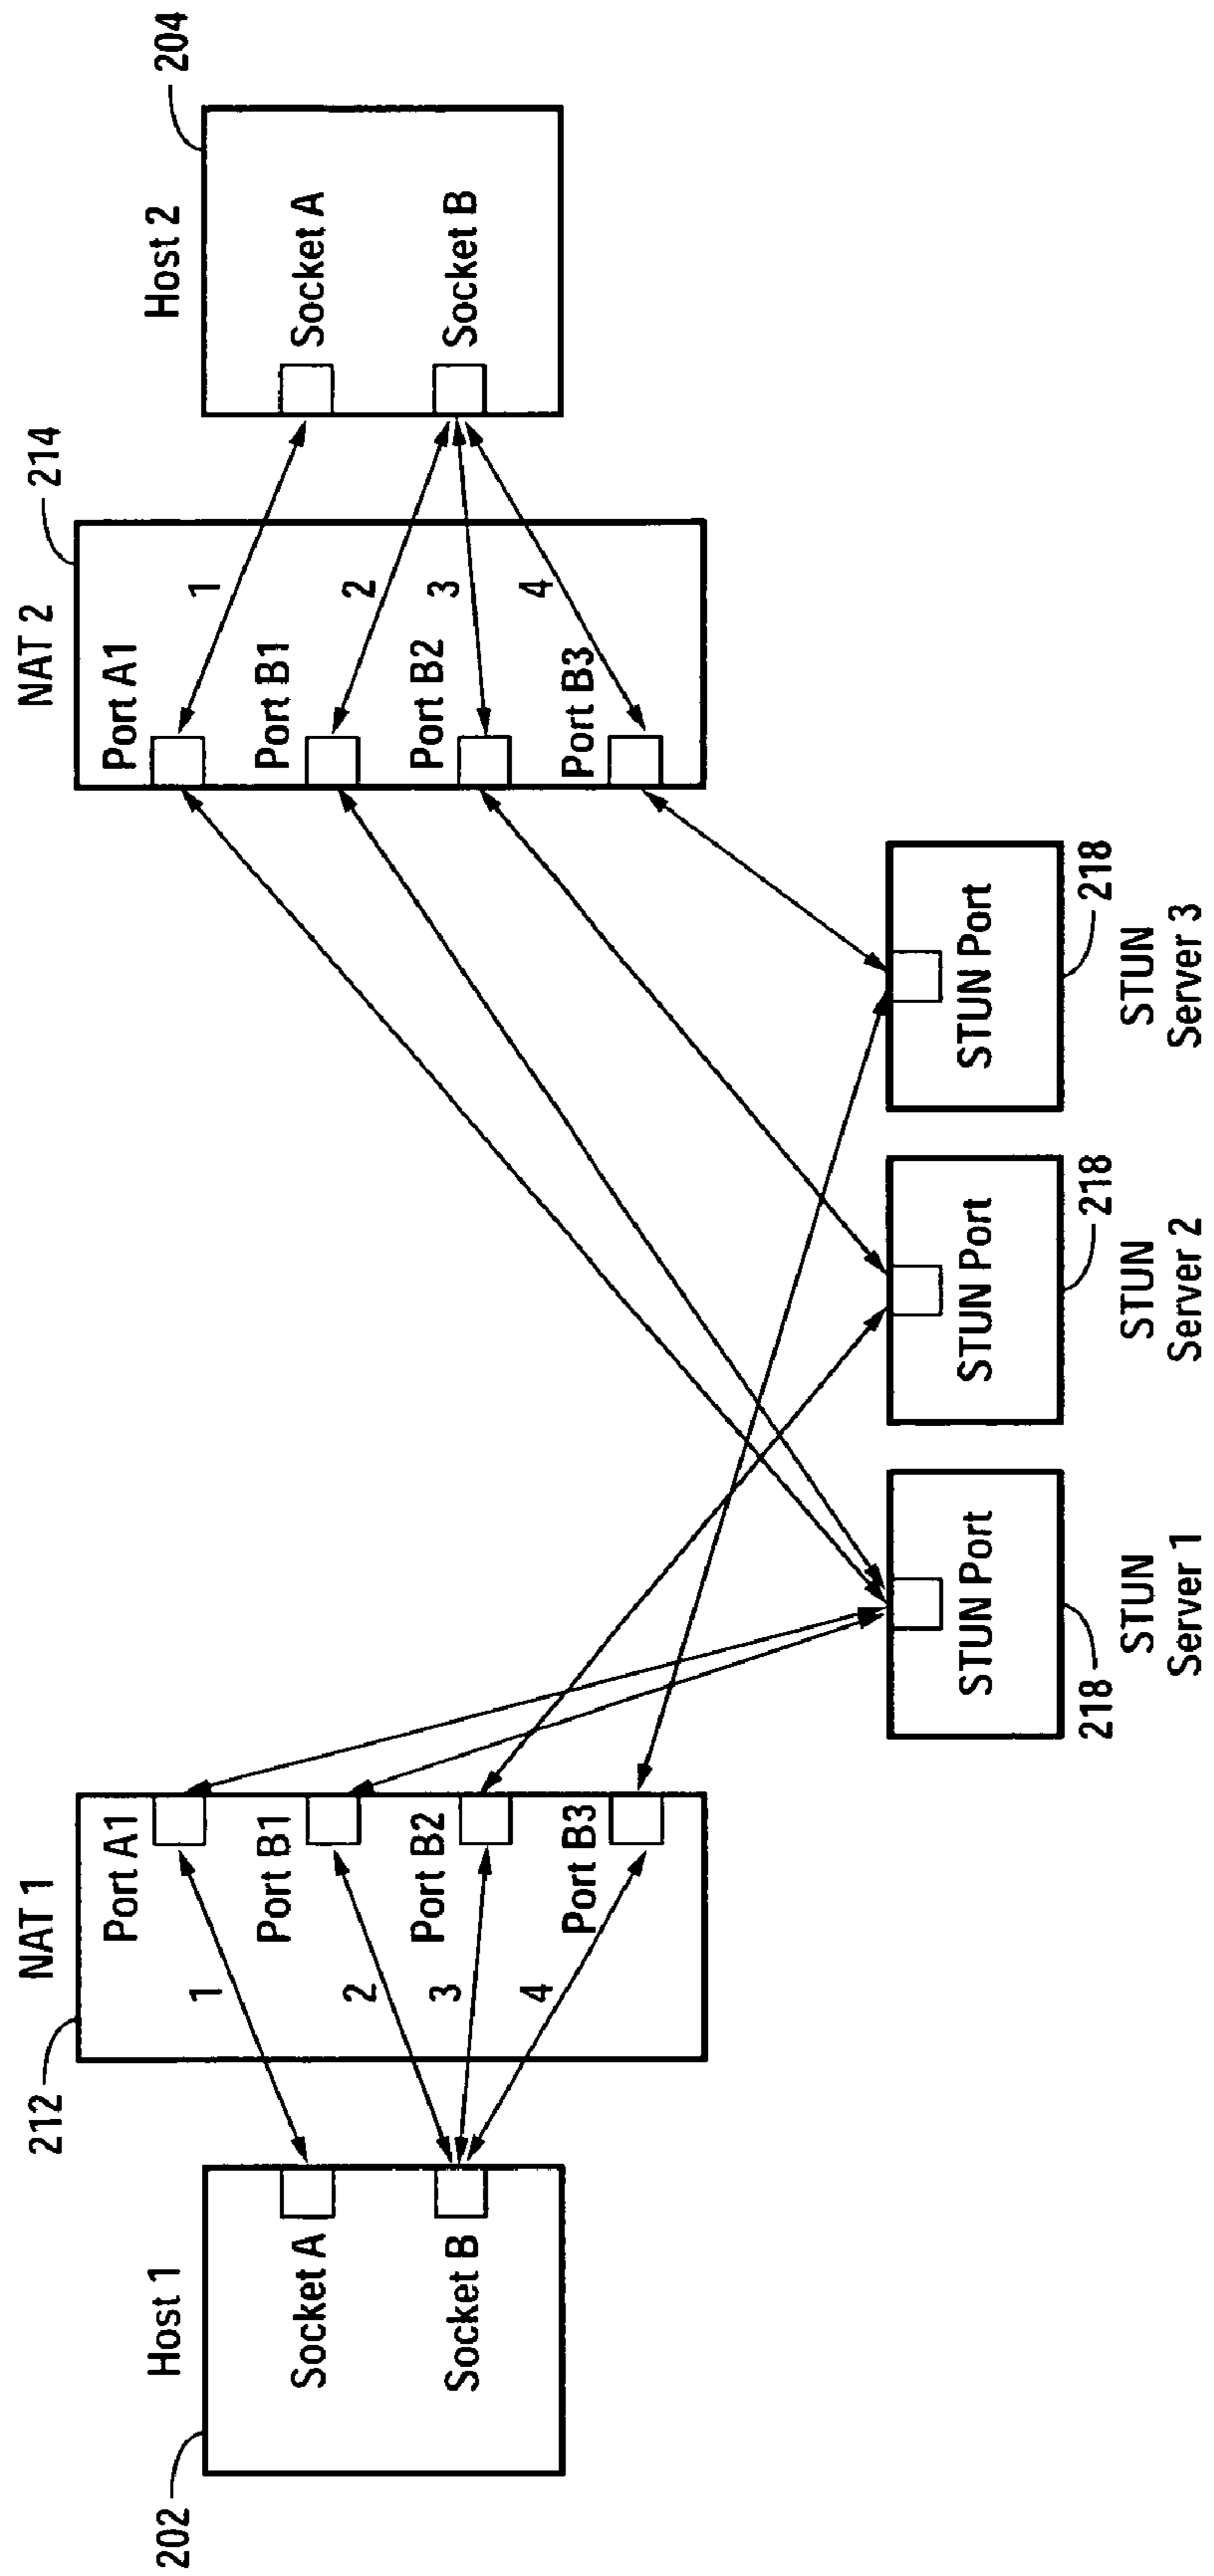 NAT 1
NAT 2
Host 1
Host 2
202
212
214
204
Port A1
Port A1
1
1
Socket A
Socket A
Port B1
Port B1
2
2
Port B2
Port B2
3
3
Socket B
Socket B
Port B3
Port B3
4
4
STUN Port
STUN Port
STUN Port
218
218
218
STUN
Server 1
STUN
Server 2
STUN
Server 3